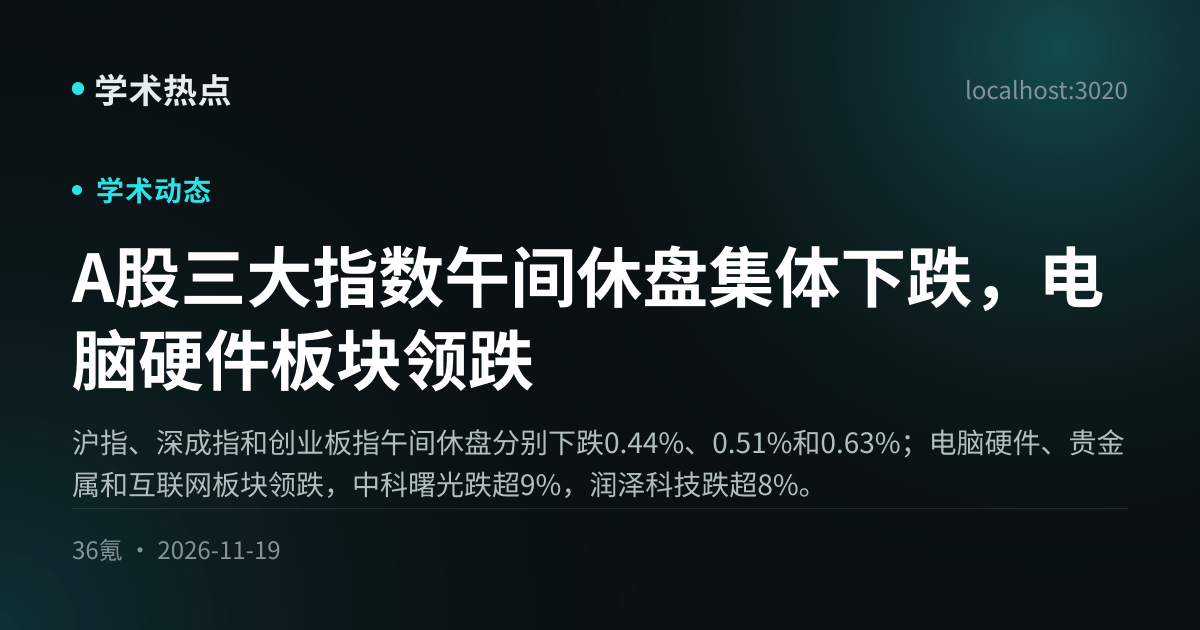 学术热点
localhost:3020
学术动态
A股三大指数午间休盘集体下跌，电
脑硬件板块领跌
沪指、深成指和创业板指午间休盘分别下跌0.44%、0.51%和0.63%；电脑硬件、贵金
属和互联网板块领跌，中科曙光跌超9%，润泽科技跌超8%。
36氪 • 2026-11-19